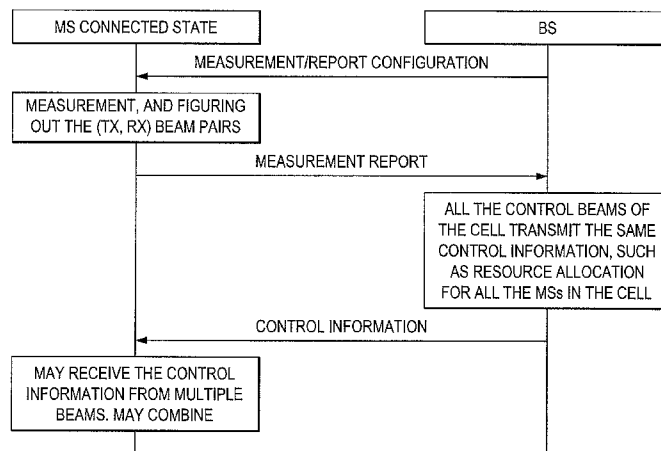 MS CONNECTED STATE
BS
MEASUREMENT/REPORT CONFIGURATION
MEASUREMENT, AND FIGURING
OUT THE (TX, RX) BEAM PAIRS
MEASUREMENT REPORT
ALL THE CONTROL BEAMS OF
THE CELL TRANSMIT THE SAME
CONTROL INFORMATION, SUCH
AS RESOURCE ALLOCATION
FOR ALL THE MSs IN THE CELL
CONTROL INFORMATION
MAY RECEIVE THE CONTROL
INFORMATION FROM MULTIPLE
BEAMS. MAY COMBINE